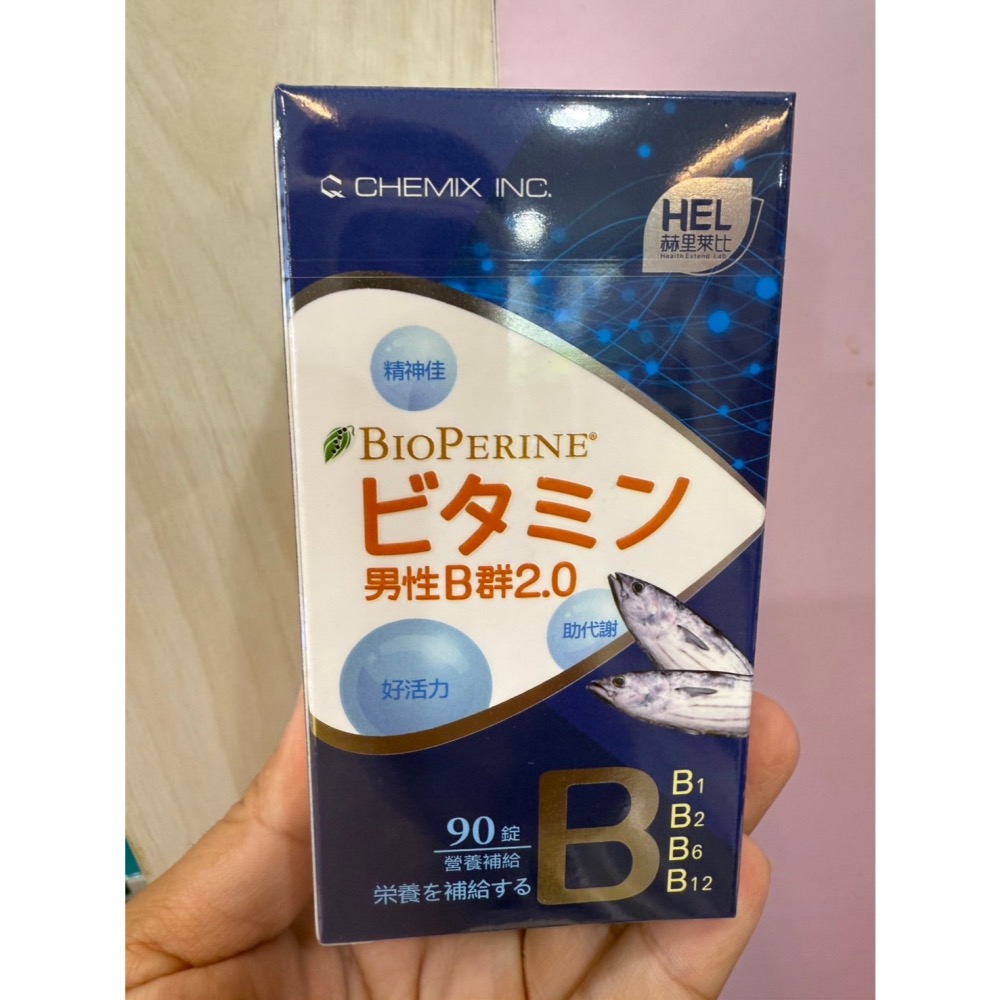 CHEMIX INC.
HEL
赫里萊比
Health Extend Lab
精神佳
BIOPERINE®
ビタミン
男性B群2.0
助代謝
好活力
90錠
營養補給
栄養を補給する
B
B1
B2
B6
B12